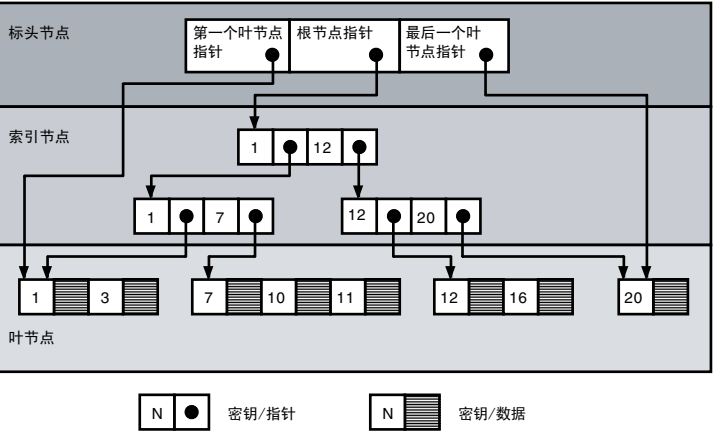 标头节点
第一个叶节点
指针
根节点指针
最后一个叶
节点指针
索引节点
1 12
1 7
12 20
1 3
7 10 11
12 16
20
叶节点
N 密钥/指针
N 密钥/数据